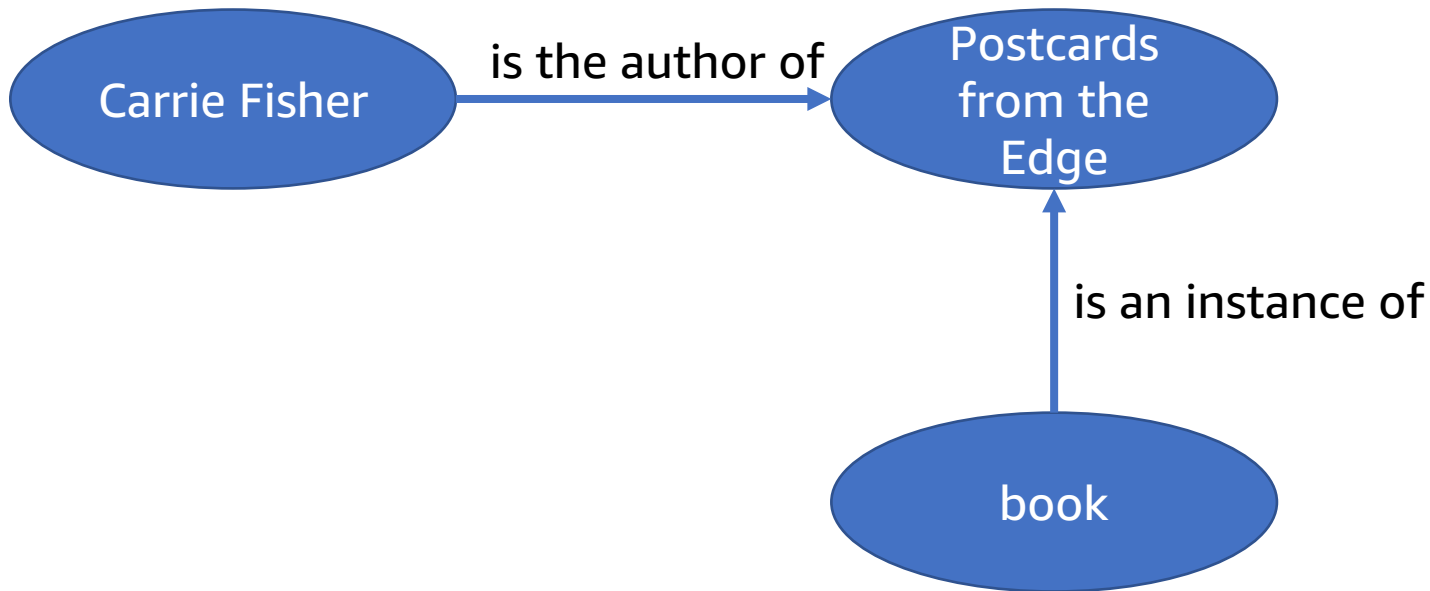 Carrie Fisher
is the author of
Postcards
from the
Edge
is an instance of
book